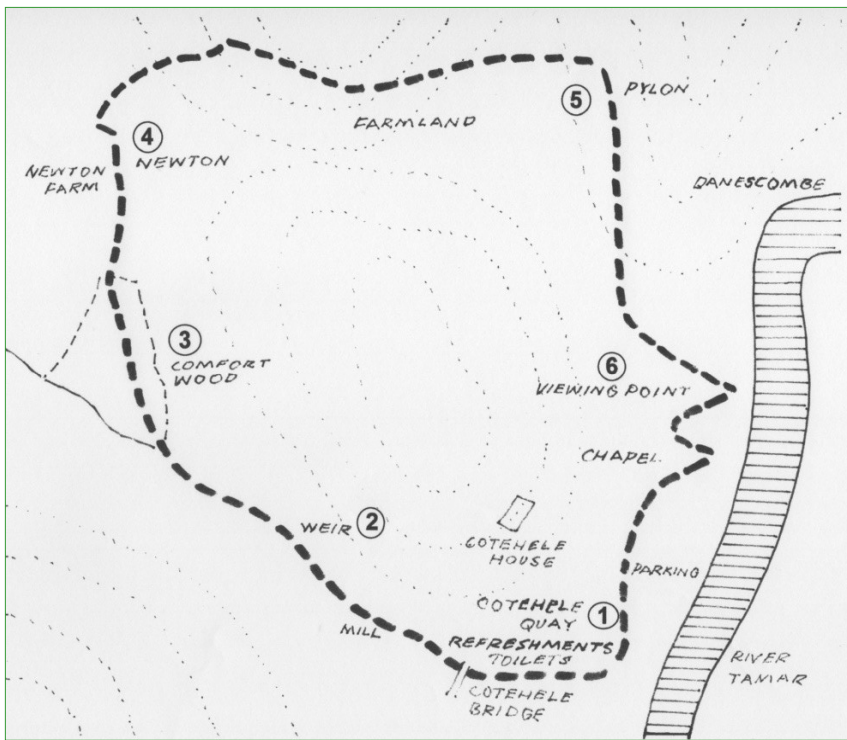 PYLON
⑤
FARMLAND
④
NEWTON
NEWTON
FARM
DANESCOMBE
③
COMFORT
WOOD
⑥
VIEWING POINT
CHAPEL
WEIR ②
COTEHELE
HOUSE
PARKING
COTEHELE ①
QUAY
MILL
REFRESHMENTS
TOILETS
RIVER
TAMAR
COTEHELE
BRIDGE